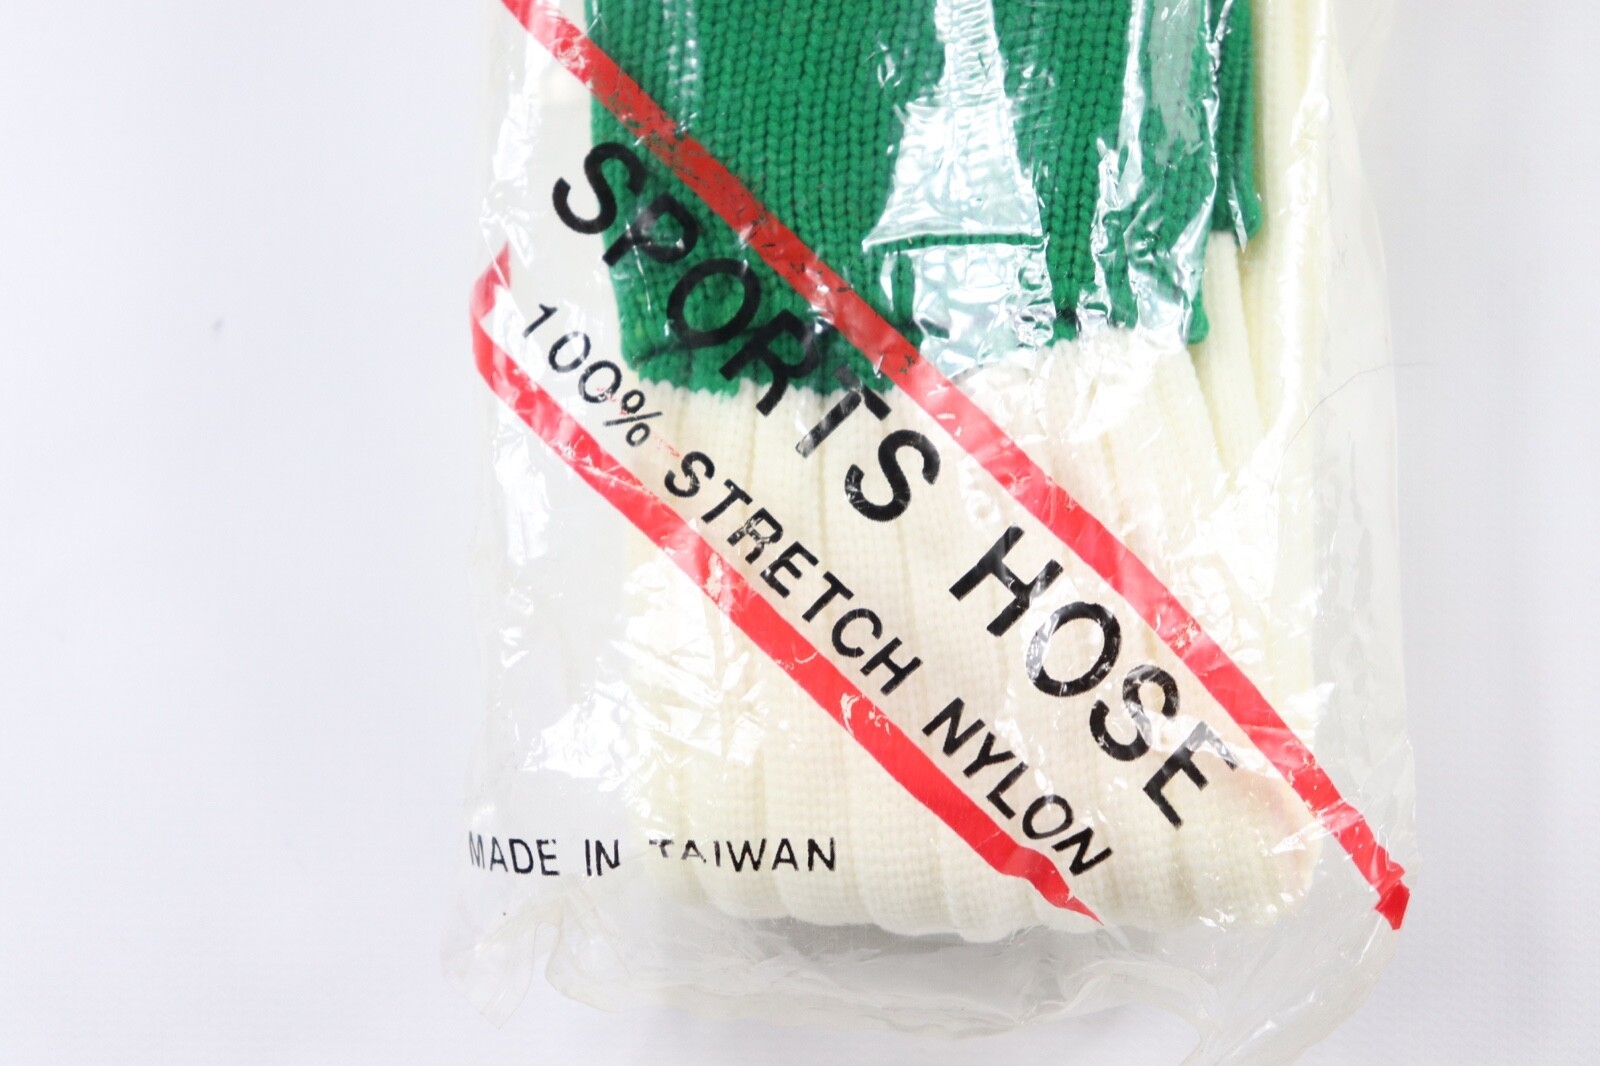 SPORTS HOSE
100% STRETCH NYLON
MADE IN TAIWAN